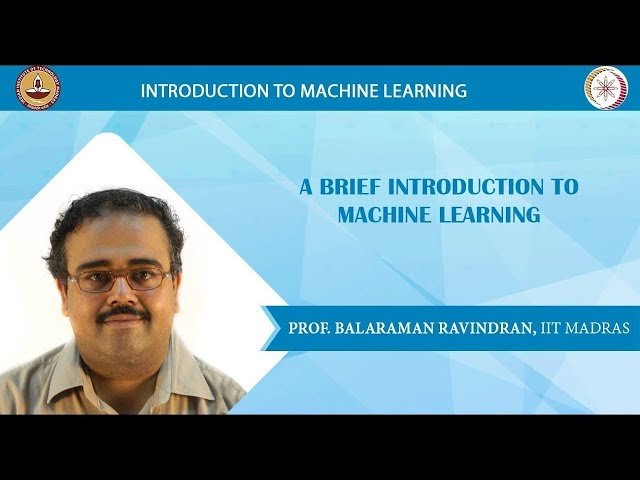 INTRODUCTION TO MACHINE LEARNING
A BRIEF INTRODUCTION TO
MACHINE LEARNING
PROF. BALARAMAN RAVINDRAN, IIT MADRAS